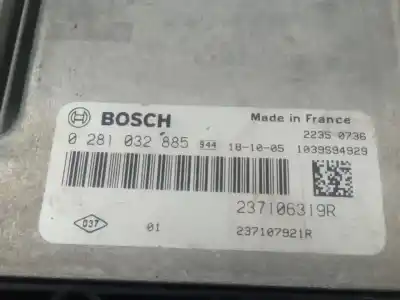 BOSCH
Made in France
2235 0736
0 281 032 885 944 18-10-05 1039S94929
237106319R
D37 01 237107921R